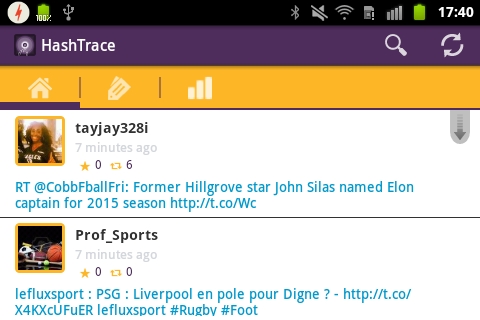 100%
17:40
HashTrace
tayjay328i
7 minutes ago
0 6
RT @CobbFballFri: Former Hillgrove star John Silas named Elon
captain for 2015 season http://t.co/Wc
Prof_Sports
7 minutes ago
0 0
lefluxsport : PSG : Liverpool en pole pour Digne ? - http://t.co/
X4KXcUFuER lefluxsport #Rugby #Foot